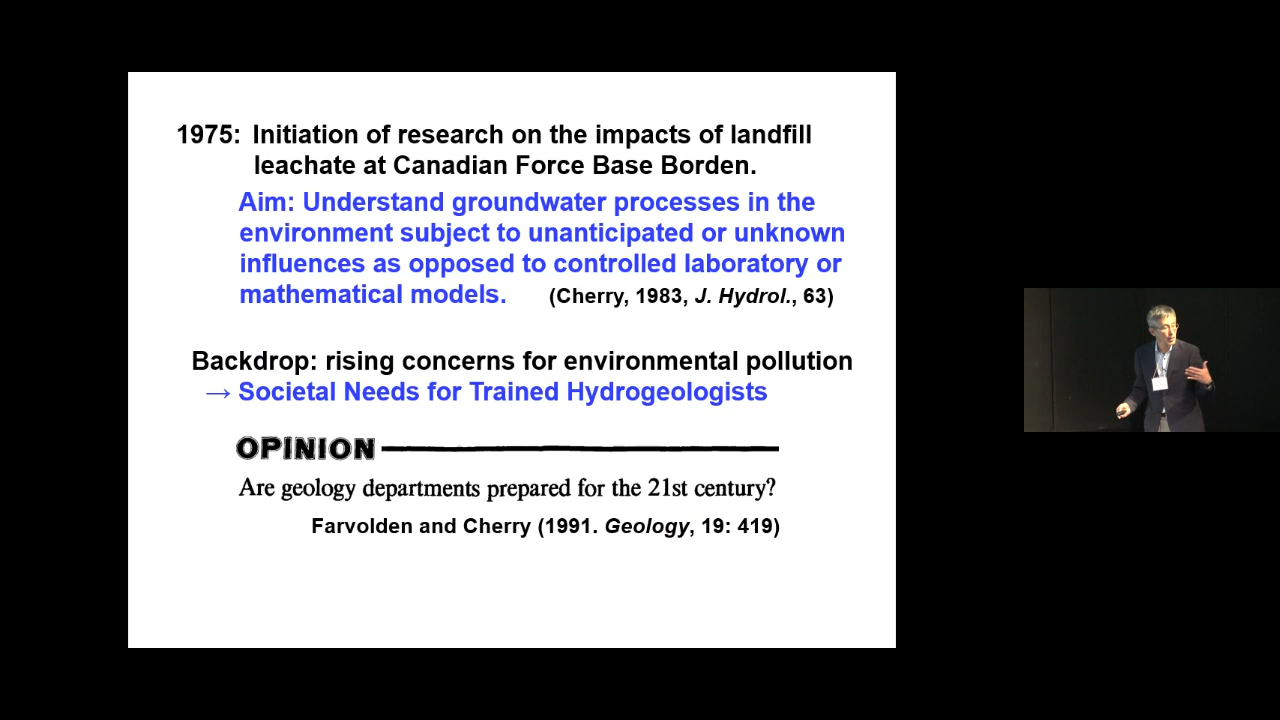 1975: Initiation of research on the impacts of landfill
leachate at Canadian Force Base Borden.
Aim: Understand groundwater processes in the
environment subject to unanticipated or unknown
influences as opposed to controlled laboratory or
mathematical models. (Cherry, 1983, J. Hydrol., 63)
Backdrop: rising concerns for environmental pollution
→ Societal Needs for Trained Hydrogeologists
OPINION
Are geology departments prepared for the 21st century?
Farvolden and Cherry (1991. Geology, 19: 419)